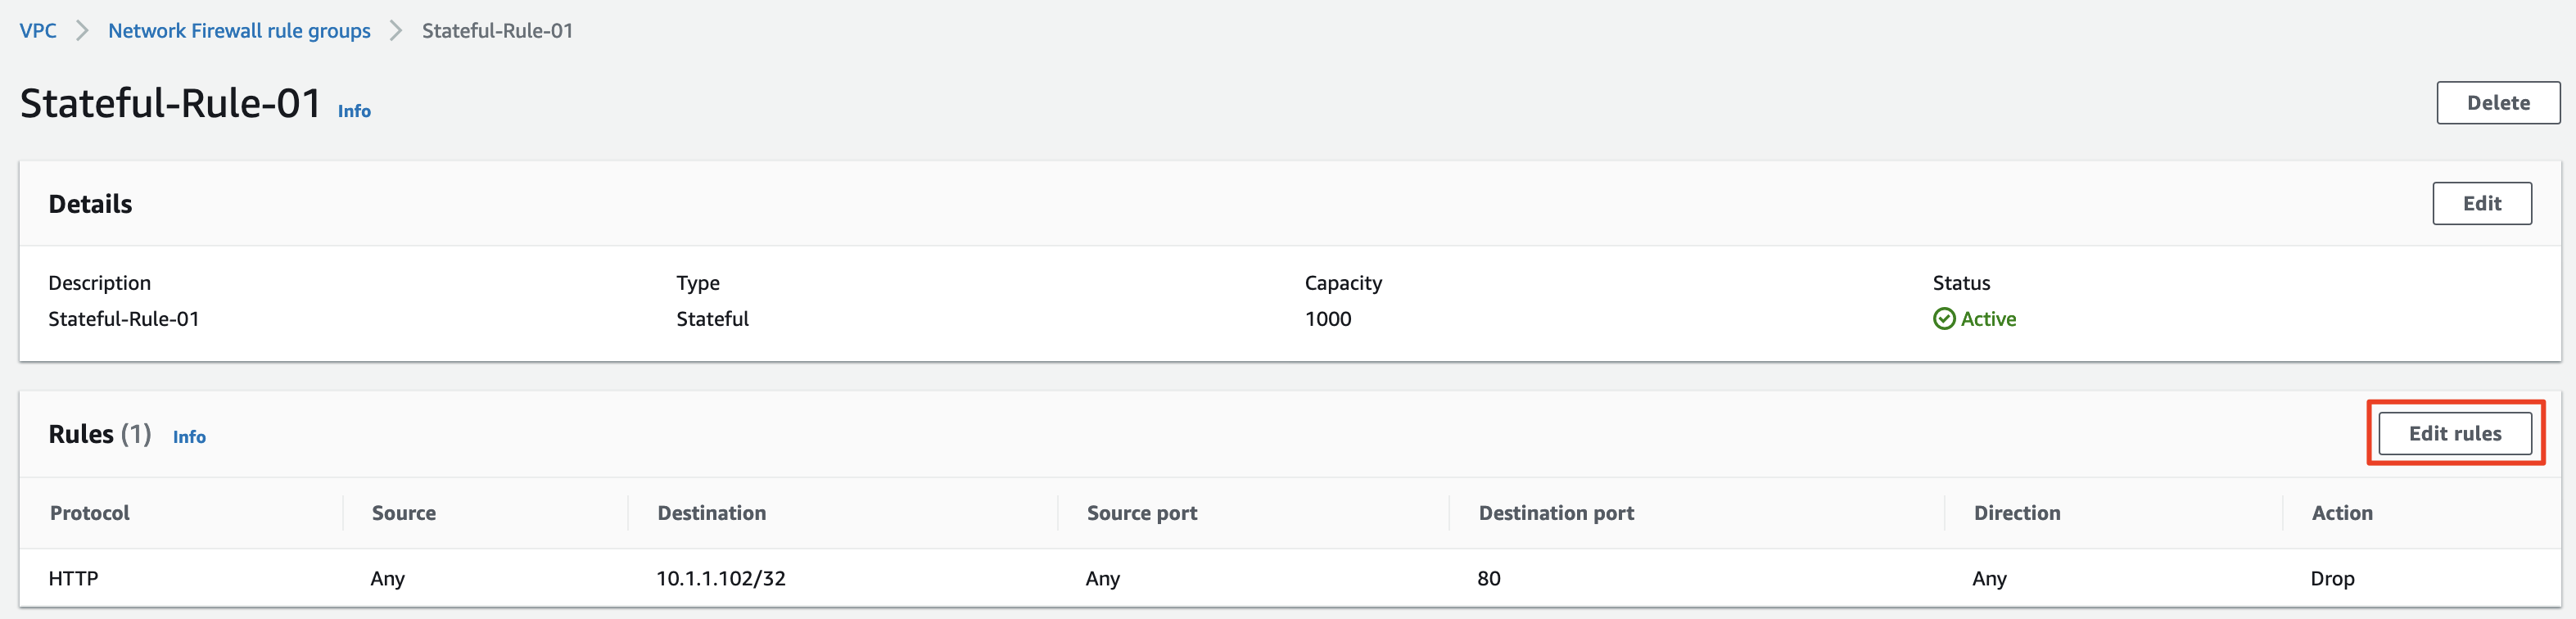 VPC > Network Firewall rule groups > Stateful-Rule-01
Stateful-Rule-01 Info
Delete
Details
Edit
Description Type Capacity Status
Stateful-Rule-01 Stateful 1000 Active
Rules (1) Info
Edit rules
Protocol Source Destination Source port Destination port Direction Action
HTTP Any 10.1.1.102/32 Any 80 Any Drop